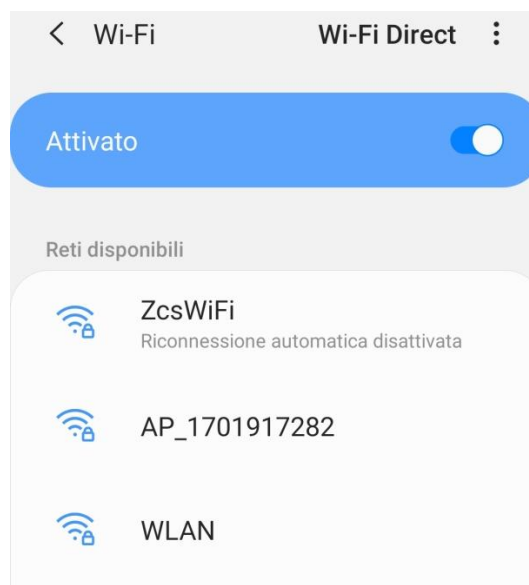 Wi-Fi Wi-Fi Direct
Attivato
Reti disponibili
ZcsWiFi
Riconnessione automatica disattivata
AP_1701917282
WLAN